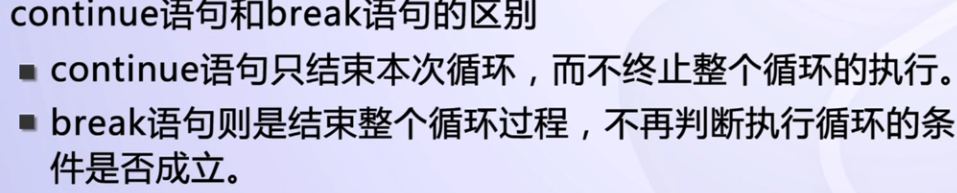 continue语句和break语句的区别
■ continue语句只结束本次循环，而不终止整个循环的执行。
■ break语句则是结束整个循环过程，不再判断执行循环的条
件是否成立。